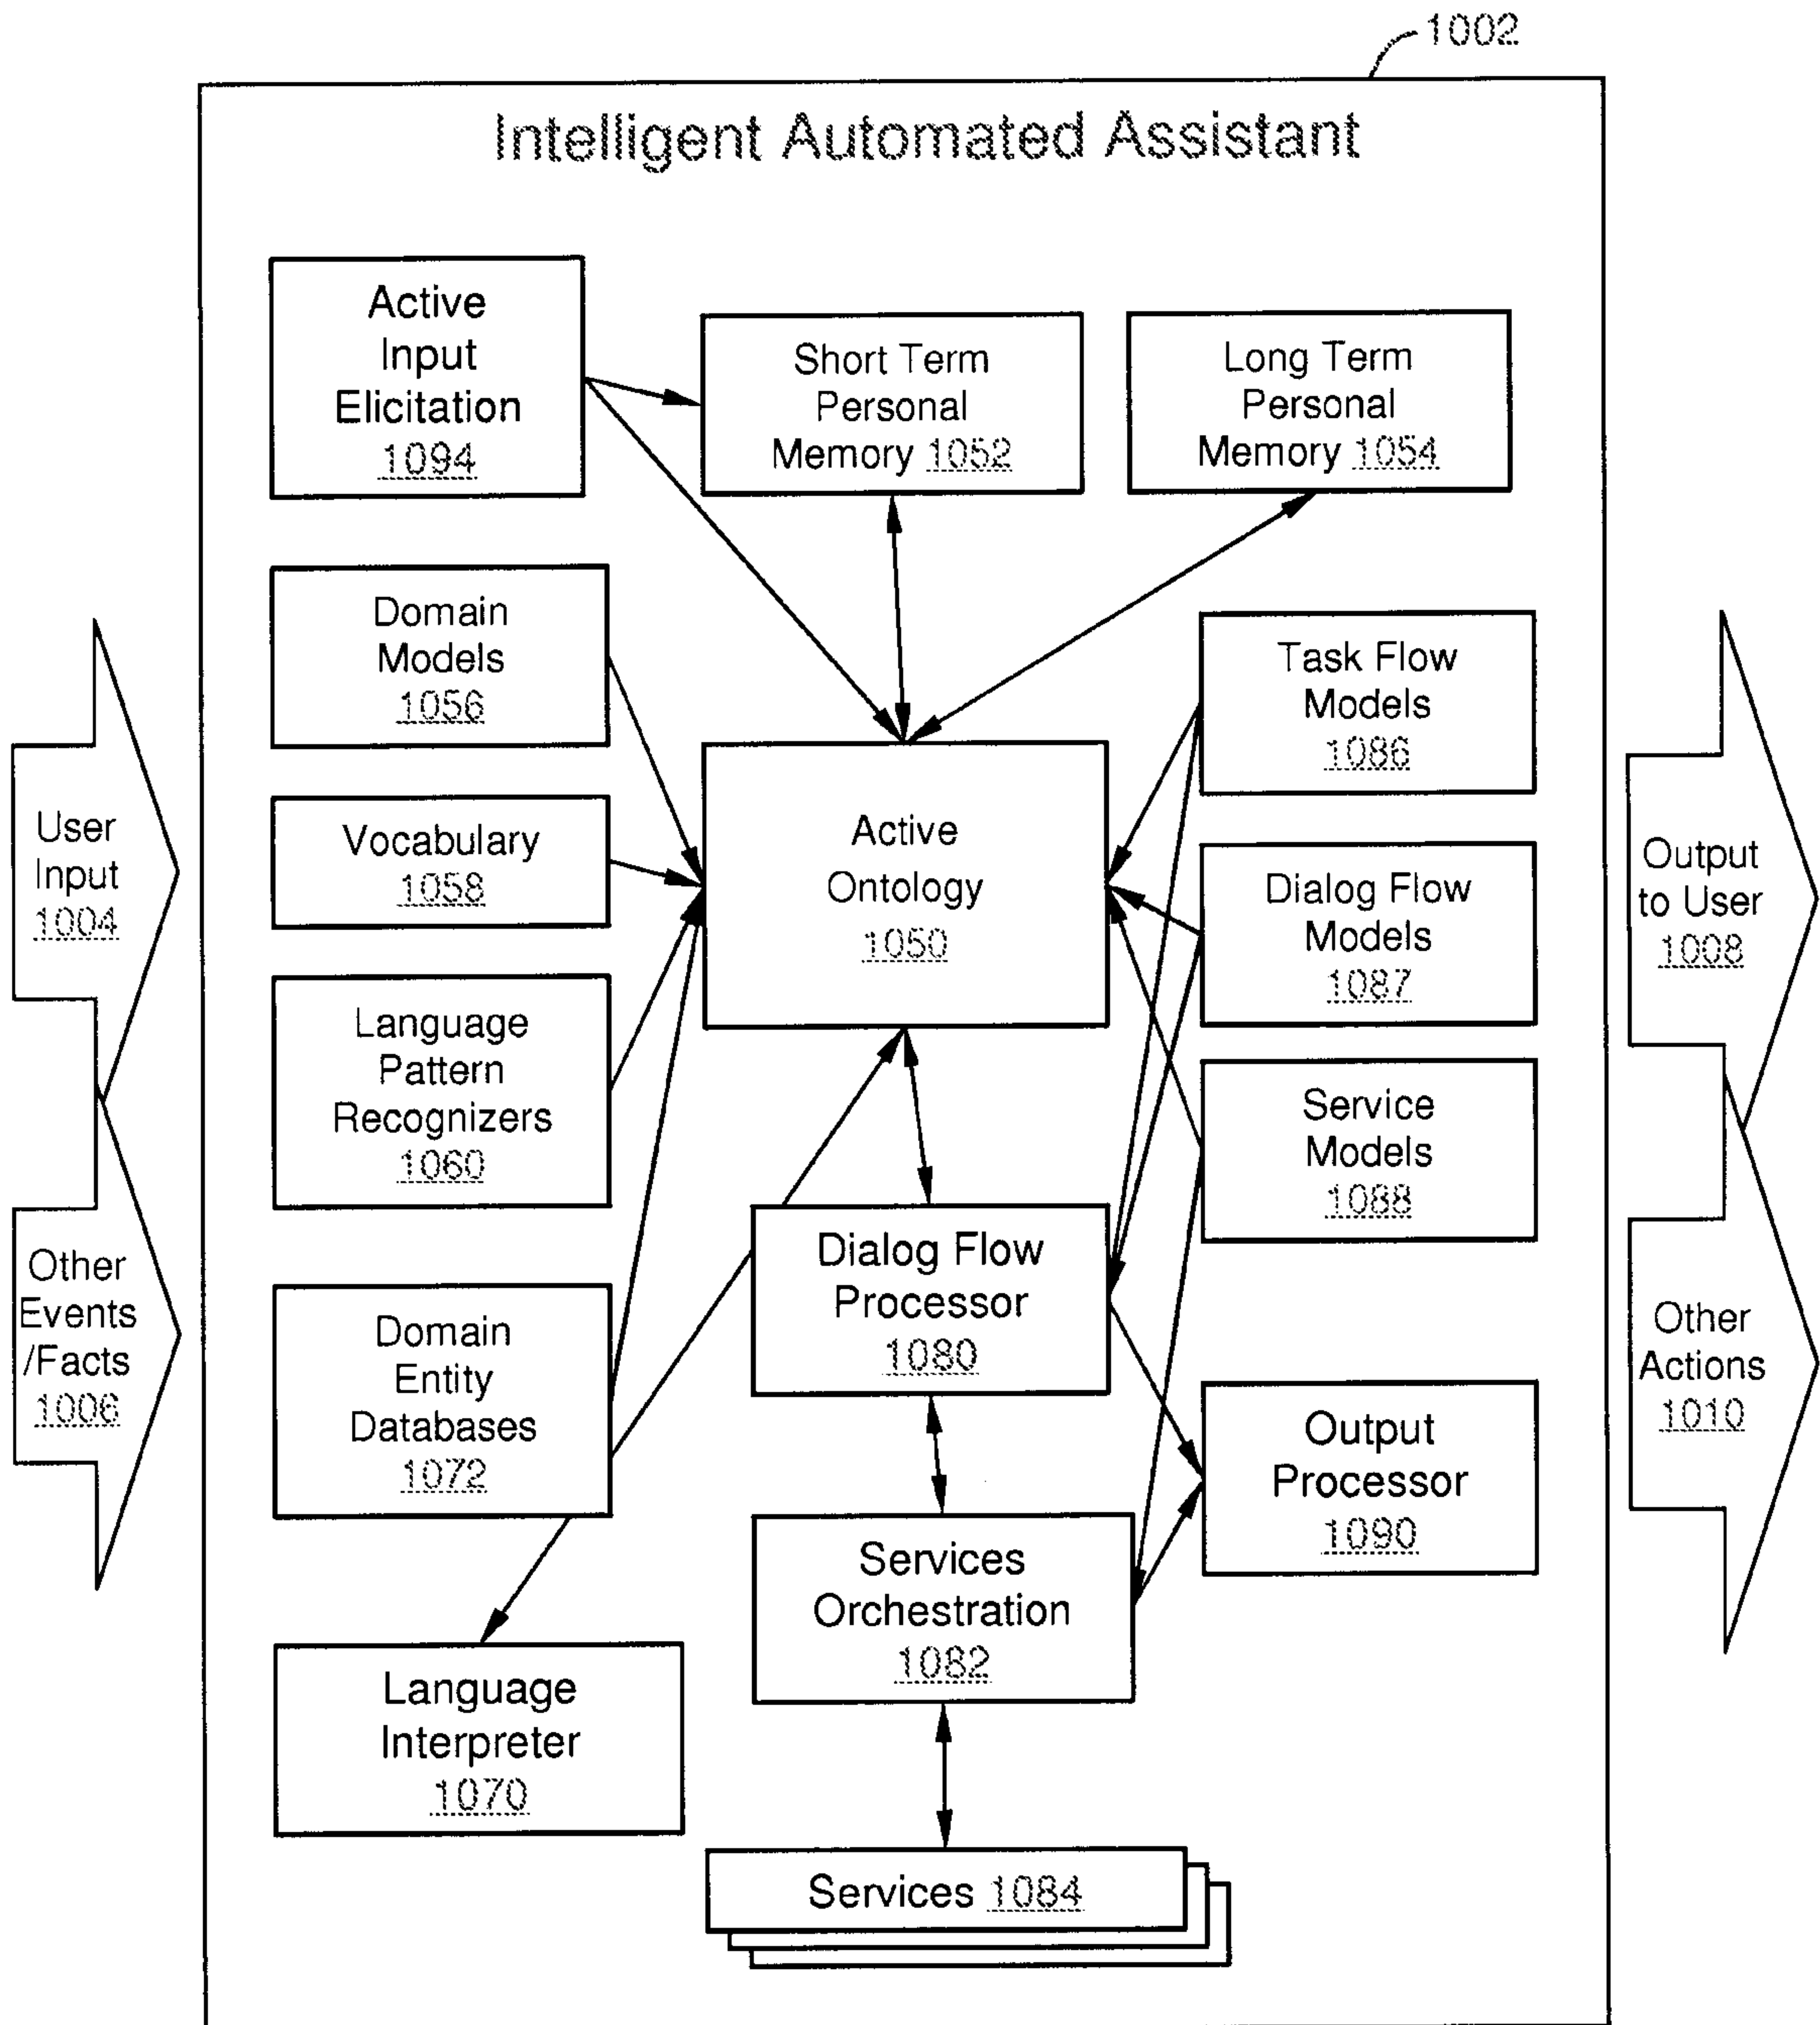 1002
Intelligent Automated Assistant
Active
Input
Elicitation
1094
Short Term
Personal
Memory 1052
Long Term
Personal
Memory 1054
Domain
Models
1056
Task Flow
Models
1086
User
Input
1004
Vocabulary
1058
Active
Ontology
1050
Dialog Flow
Models
1087
Output
to User
1008
Language
Pattern
Recognizers
1060
Service
Models
1088
Other
Events
/Facts
1006
Domain
Entity
Databases
1072
Dialog Flow
Processor
1080
Output
Processor
1090
Other
Actions
1010
Services
Orchestration
1082
Language
Interpreter
1070
Services 1084